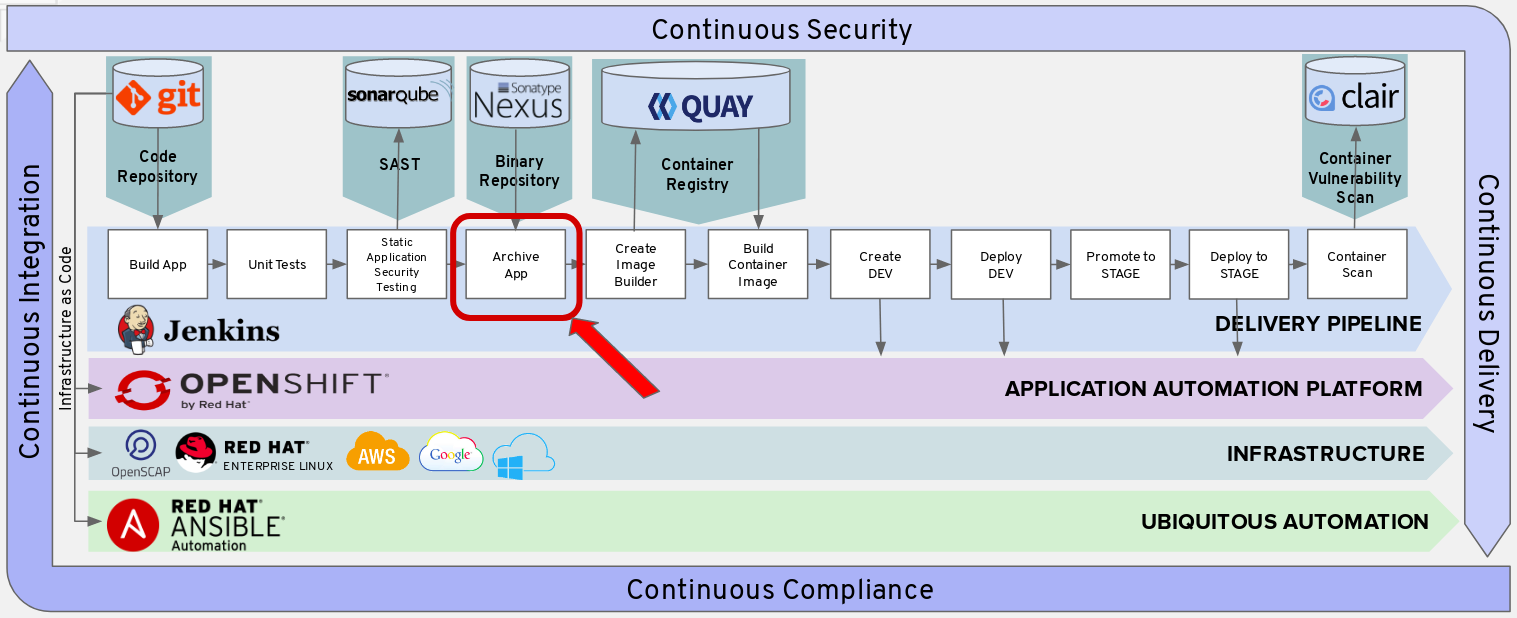 Continuous Security
git
sonarqube
Sonatype
Nexus
QUAY
clair
Code
Repository
SAST
Binary
Repository
Container
Registry
Container
Vulnerability
Scan
Continuous Integration
Infrastructure as Code
Continuous Delivery
Build App
Unit Tests
Static
Application
Security
Testing
Archive
App
Create
Image
Builder
Build
Container
Image
Create
DEV
Deploy
DEV
Promote to
STAGE
Deploy to
STAGE
Container
Scan
Jenkins
DELIVERY PIPELINE
OPENSHIFT®
by Red Hat®
APPLICATION AUTOMATION PLATFORM
OpenSCAP
RED HAT®
ENTERPRISE LINUX
AWS
Google
INFRASTRUCTURE
A
RED HAT®
ANSIBLE®
Automation
UBIQUITOUS AUTOMATION
Continuous Compliance